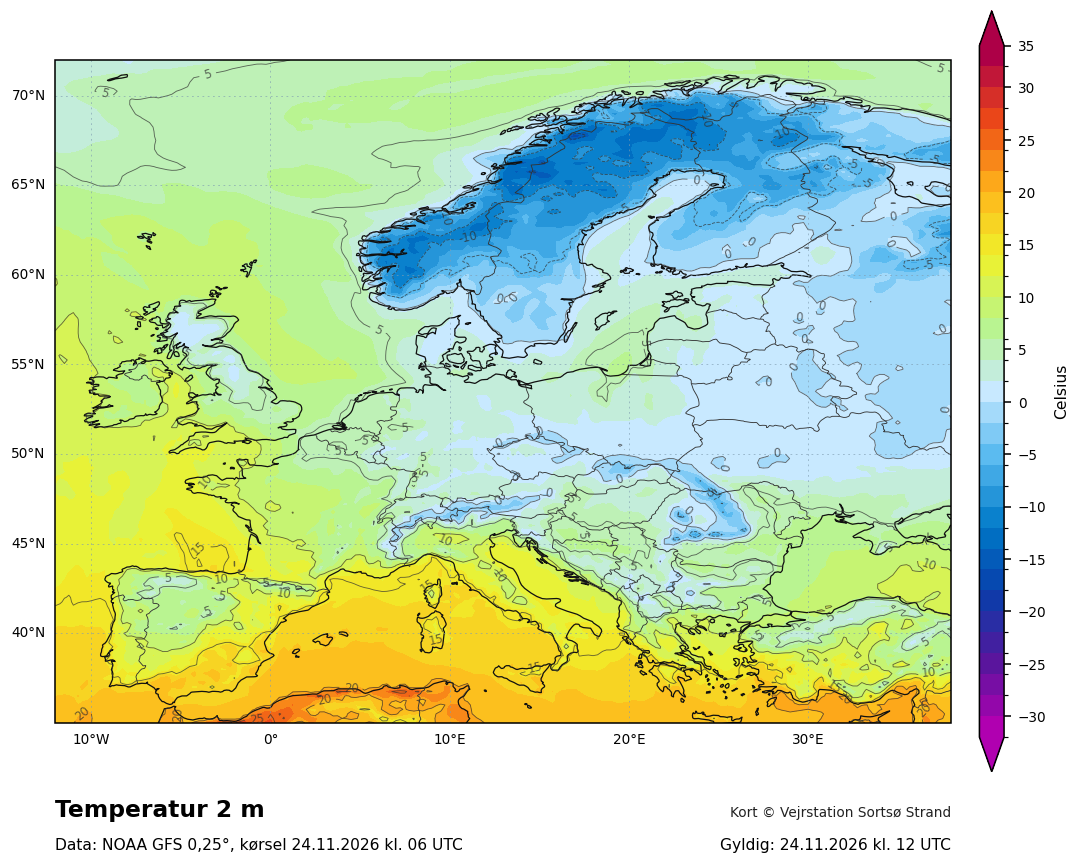 35
30
25
20
15
10
5
0
−5
−10
−15
−20
−25
−30
Celsius
70°N
65°N
60°N
55°N
50°N
45°N
40°N
10°W
0°
10°E
20°E
30°E
Temperatur 2 m
Kort © Vejrstation Sortsø Strand
Data: NOAA GFS 0,25°, kørsel 24.11.2026 kl. 06 UTC
Gyldig: 24.11.2026 kl. 12 UTC